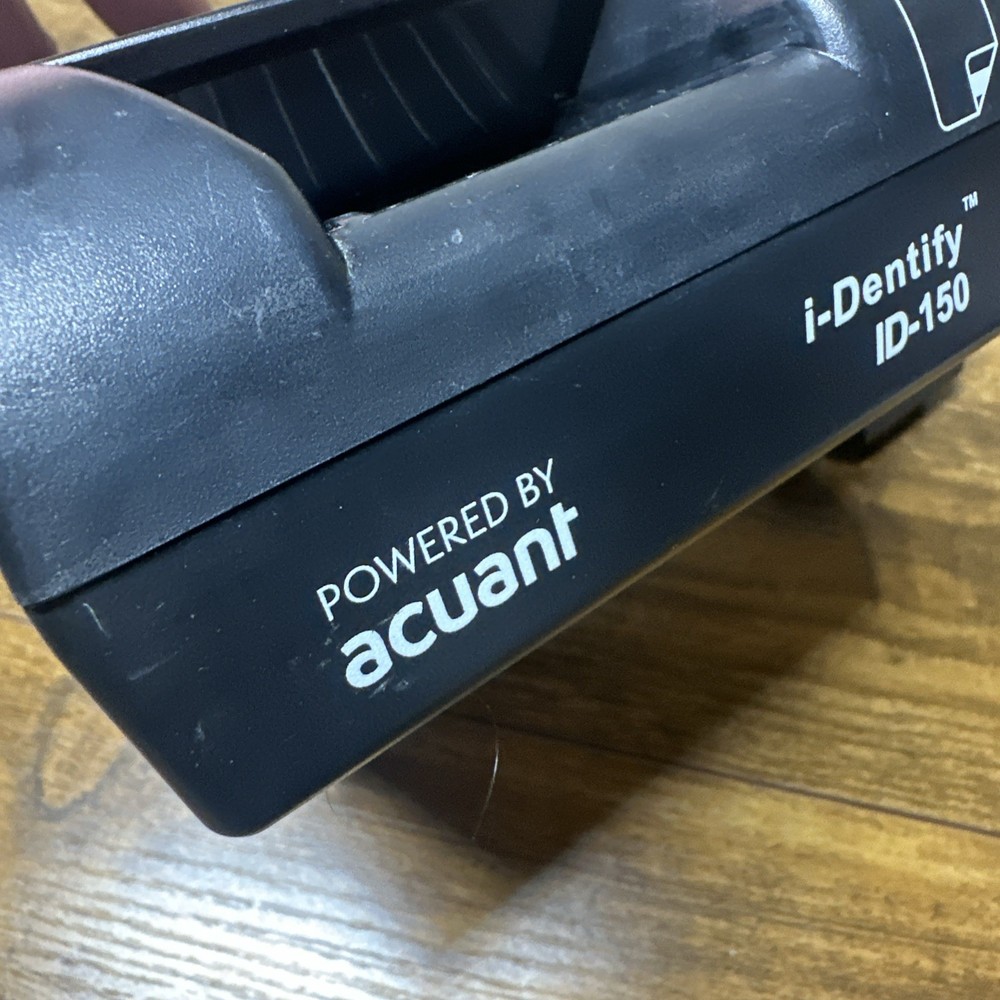 i-Dentify™
ID-150
POWERED BY
acuant